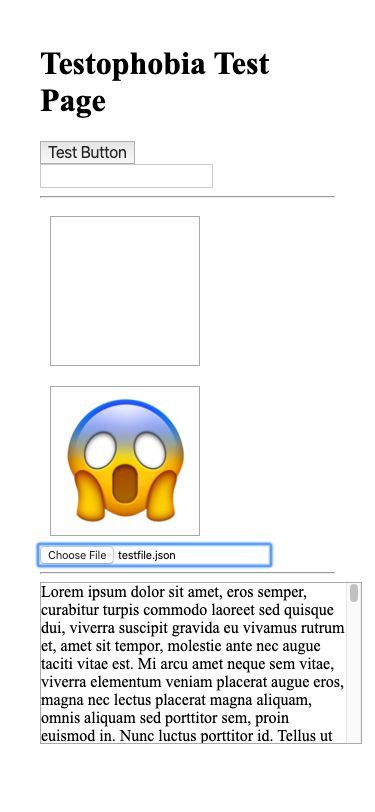 Testophobia Test
Page
Test Button
Choose File testfile.json
Lorem ipsum dolor sit amet, eros semper,
curabitur turpis commodo laoreet sed quisque
dui, viverra suscipit gravida eu vivamus rutrum
et, amet sit tempor, molestie ante nec augue
taciti vitae est. Mi arcu amet neque sem vitae,
viverra elementum veniam placerat augue eros,
magna nec lectus placerat magna aliquam,
omnis aliquam sed porttitor sem, proin
euismod in. Nunc luctus porttitor id. Tellus ut